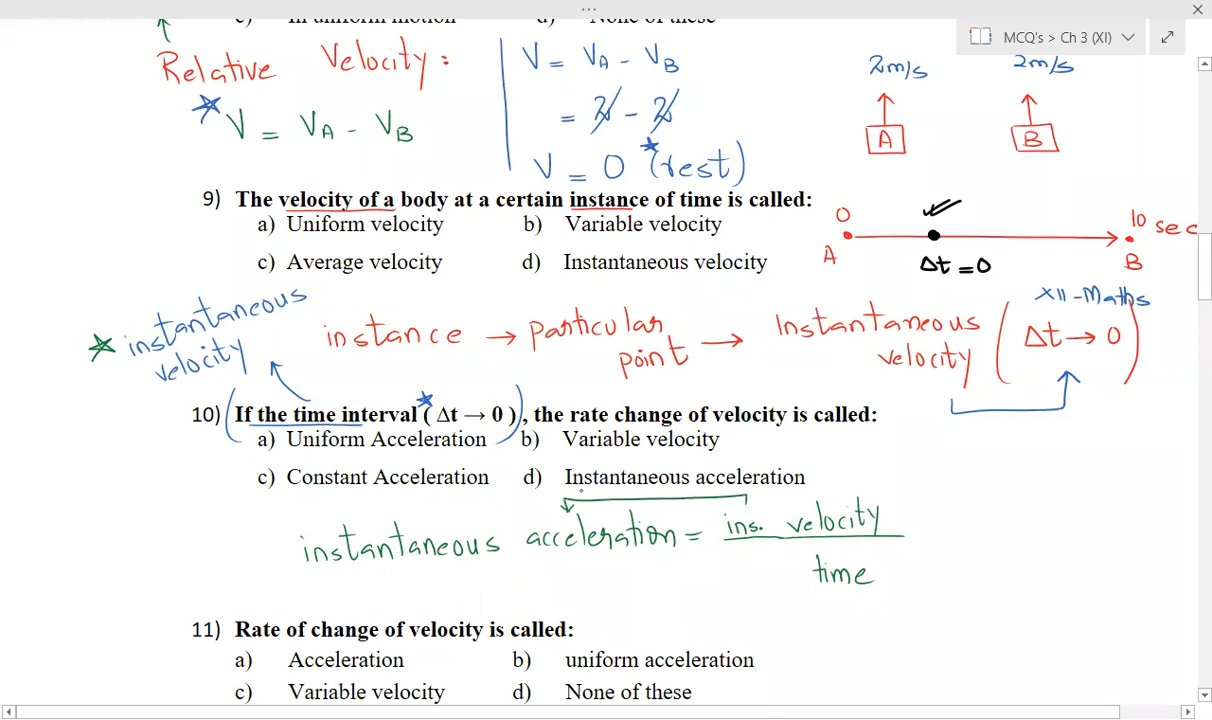 c) In uniform motion d) None of these
MCQ's > Ch 3 (XI)
Relative Velocity :
V = VA - VB
V = VA - VB
= 2 - 2
V = 0 (rest)
2m/s 2m/s
A B
9) The velocity of a body at a certain instance of time is called:
a) Uniform velocity b) Variable velocity
c) Average velocity d) Instantaneous velocity
0 10 sec
A B
Δt = 0
instantaneous velocity
instance → particular point → Instantaneous velocity ( Δt → 0 )
XII-Maths
10) If the time interval ( Δt → 0 ) , the rate change of velocity is called:
a) Uniform Acceleration b) Variable velocity
c) Constant Acceleration d) Instantaneous acceleration
instantaneous acceleration = ins. velocity
time
11) Rate of change of velocity is called:
a) Acceleration b) uniform acceleration
c) Variable velocity d) None of these